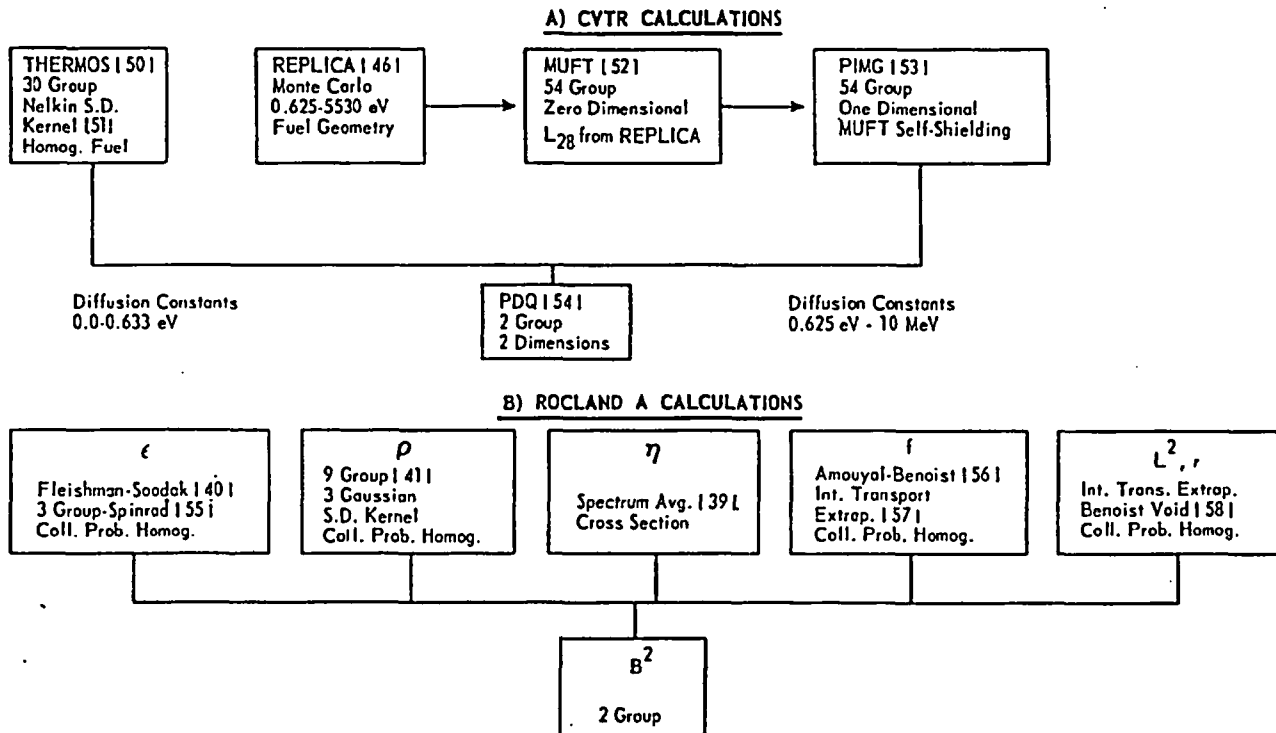 A) CVTR CALCULATIONS
THERMOS [50]
30 Group
Nelkin S.D.
Kernel [51]
Homog. Fuel
REPLICA [46]
Monte Carlo
0.625-5530 eV
Fuel Geometry
MUFT [52]
54 Group
Zero Dimensional
L28 from REPLICA
PIMG [53]
54 Group
One Dimensional
MUFT Self-Shielding
Diffusion Constants
0.0-0.633 eV
PDQ [54]
2 Group
2 Dimensions
Diffusion Constants
0.625 eV - 10 MeV
B) ROCLAND A CALCULATIONS
ϵ
Fleishman-Soodak [40]
3 Group-Spinrad [55]
Coll. Prob. Homog.
ρ
9 Group [41]
3 Gaussian
S.D. Kernel
Coll. Prob. Homog.
η
Spectrum Avg. [39]
Cross Section
f
Amouyal-Benoist [56]
Int. Transport
Extrap. [57]
Coll. Prob. Homog.
L², r
Int. Trans. Extrap.
Benoist Void [58]
Coll. Prob. Homog.
B²
2 Group